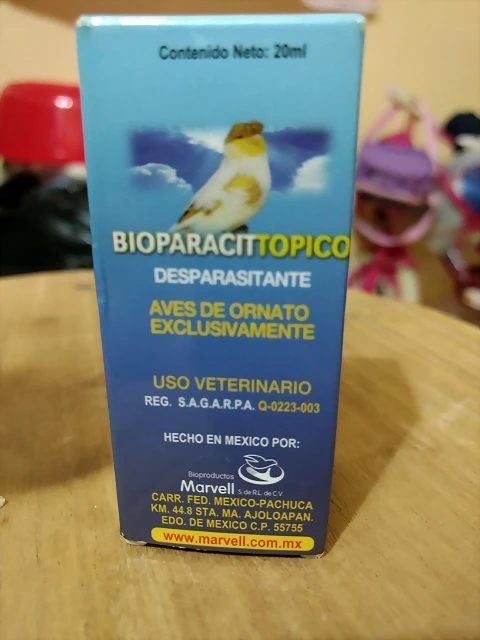 Contenido Neto: 20ml
BIOPARACITTOPICO
DESPARASITANTE
AVES DE ORNATO
EXCLUSIVAMENTE
USO VETERINARIO
REG. S.A.G.A.R.P.A. Q-0223-003
HECHO EN MEXICO POR:
Bioproductos
Marvell S. de R.L. de C.V
CARR. FED. MEXICO-PACHUCA
KM. 44.8 STA. MA. AJOLOAPAN.
EDO. DE MEXICO C.P. 55755
www.marvell.com.mx